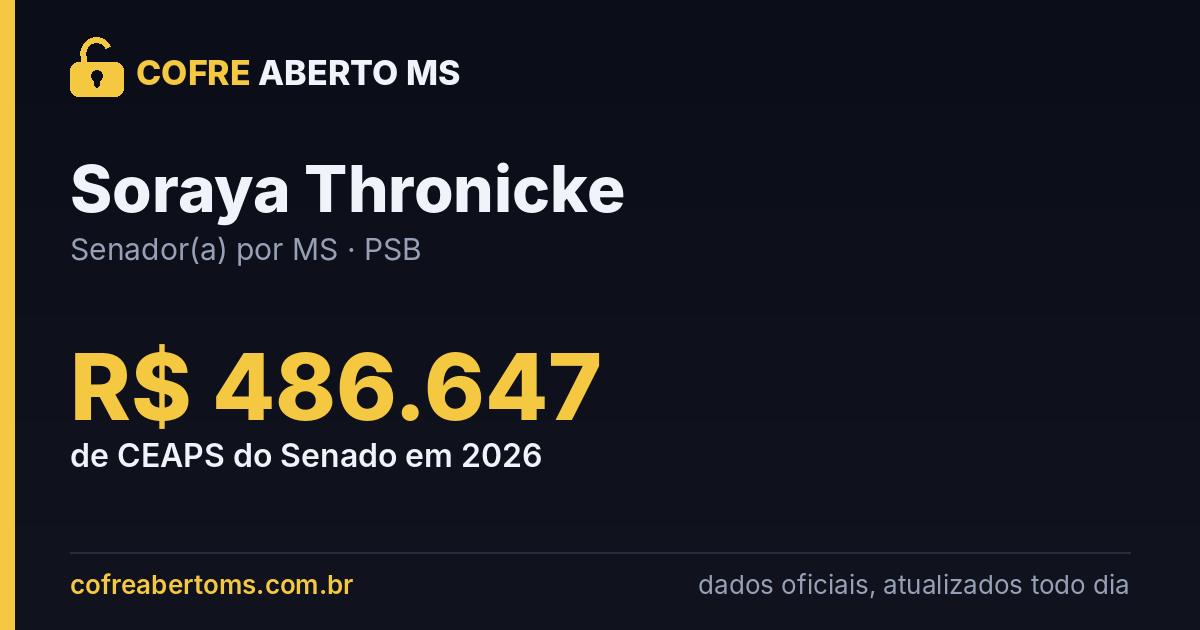 COFRE ABERTO MS
Soraya Thronicke
Senador(a) por MS · PSB
R$ 486.647
de CEAPS do Senado em 2026
cofreabertoms.com.br
dados oficiais, atualizados todo dia